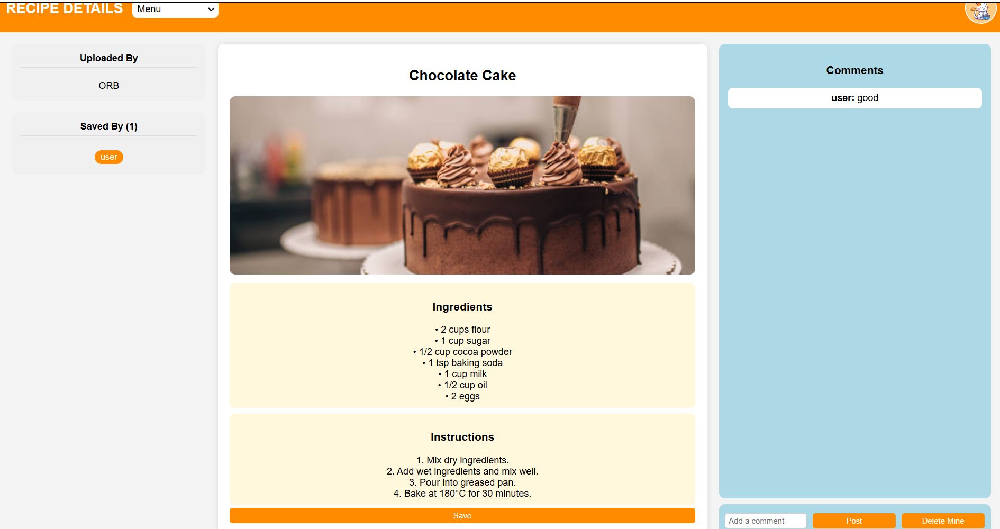 RECIPE DETAILS
Menu
Uploaded By
ORB
Saved By (1)
user
Chocolate Cake
Ingredients
• 2 cups flour
• 1 cup sugar
• 1/2 cup cocoa powder
• 1 tsp baking soda
• 1 cup milk
• 1/2 cup oil
• 2 eggs
Instructions
1. Mix dry ingredients.
2. Add wet ingredients and mix well.
3. Pour into greased pan.
4. Bake at 180°C for 30 minutes.
Save
Comments
user: good
Add a comment
Post
Delete Mine